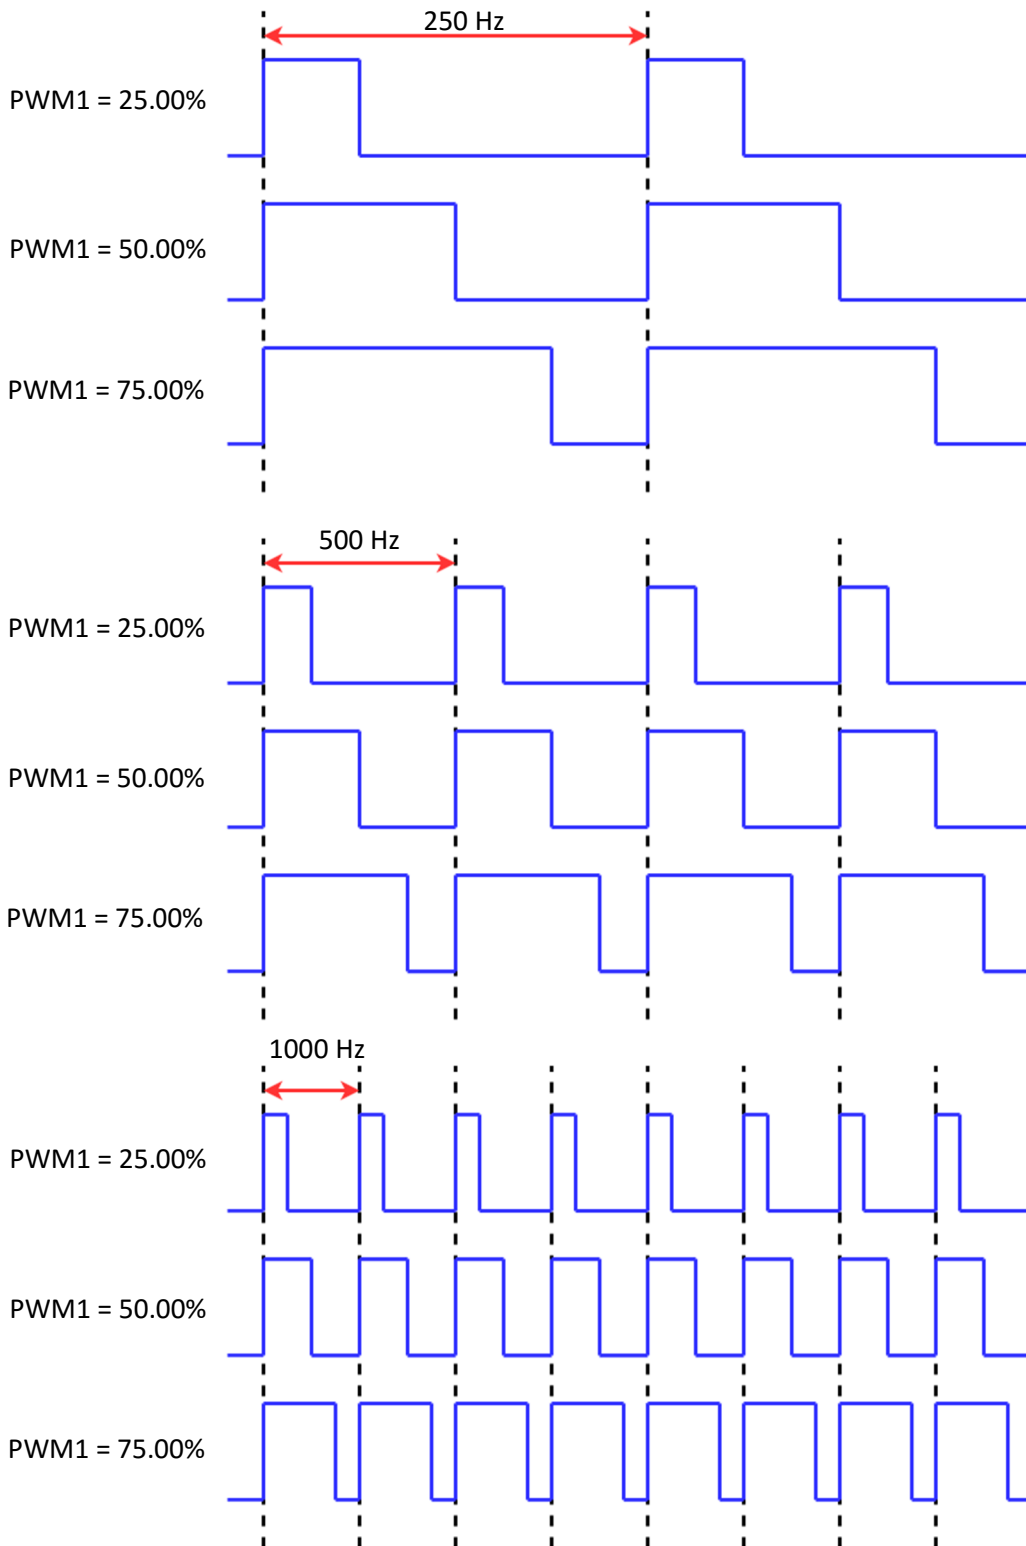 250 Hz
PWM1 = 25.00%
PWM1 = 50.00%
PWM1 = 75.00%
500 Hz
PWM1 = 25.00%
PWM1 = 50.00%
PWM1 = 75.00%
1000 Hz
PWM1 = 25.00%
PWM1 = 50.00%
PWM1 = 75.00%